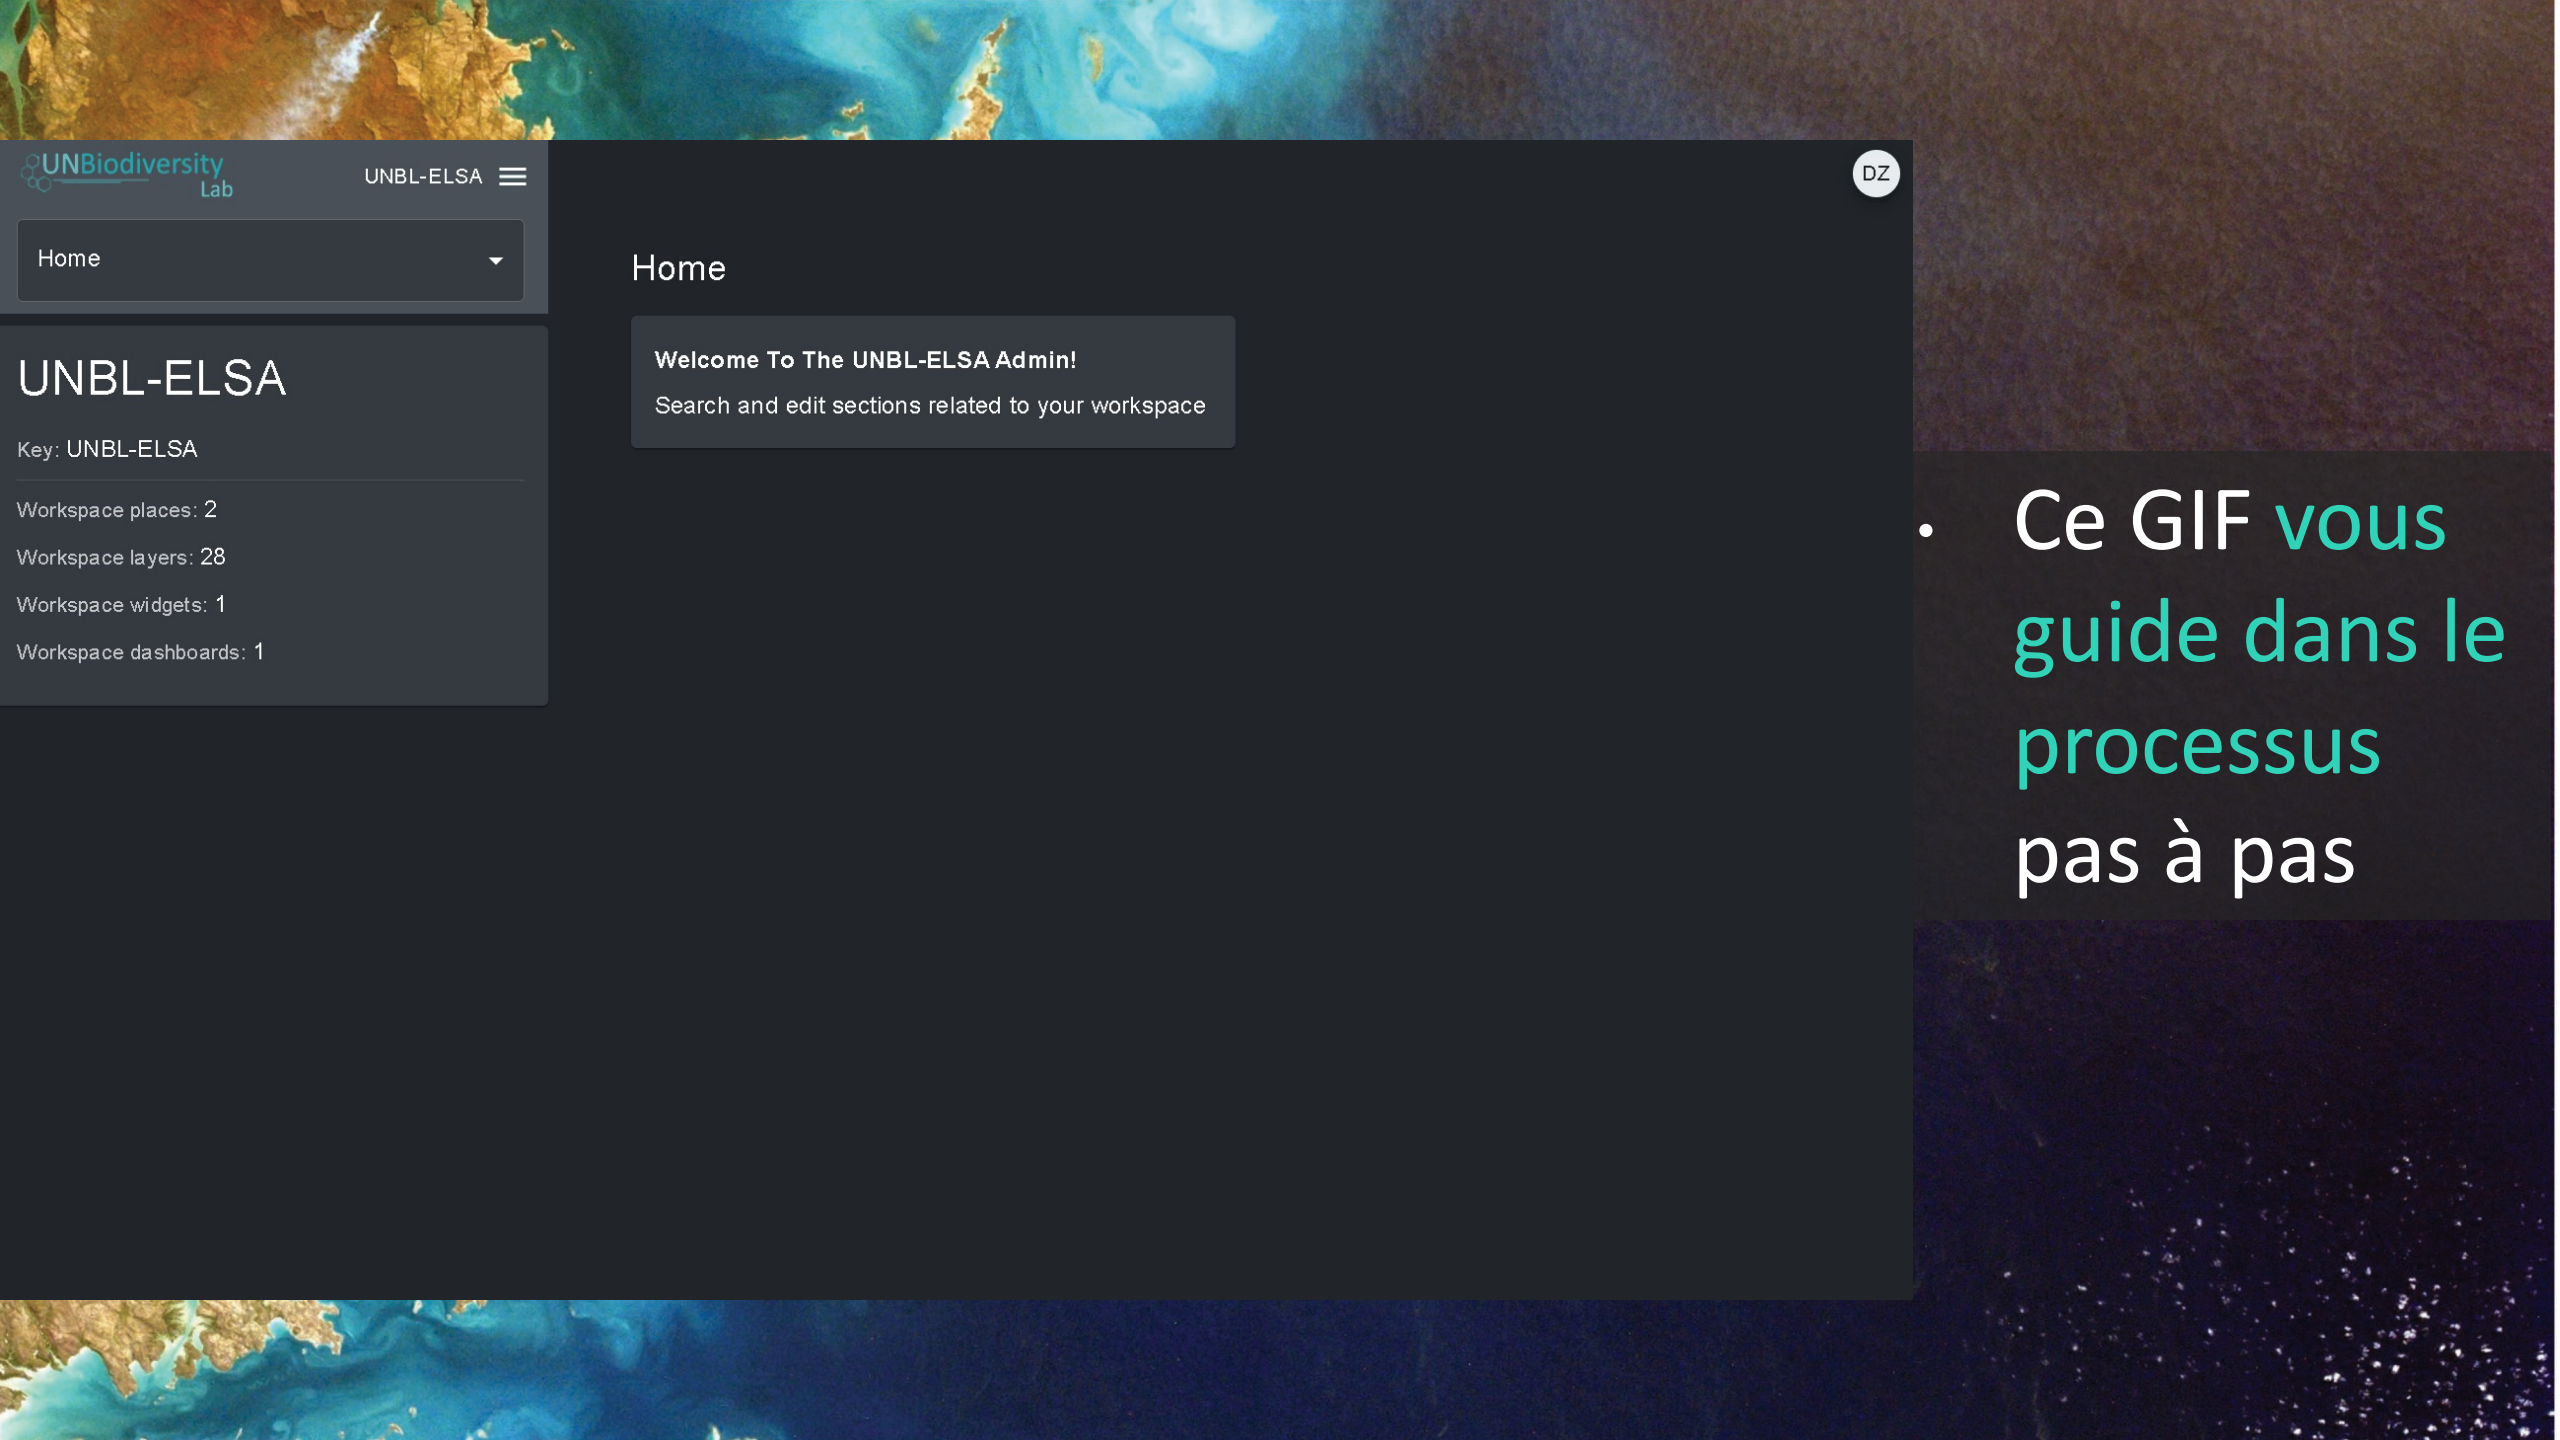 UNBiodiversity
Lab
UNBL-ELSA
DZ
Home
UNBL-ELSA
Key: UNBL-ELSA
Workspace places: 2
Workspace layers: 28
Workspace widgets: 1
Workspace dashboards: 1
Home
Welcome To The UNBL-ELSA Admin!
Search and edit sections related to your workspace
• Ce GIF vous
guide dans le
processus
pas à pas